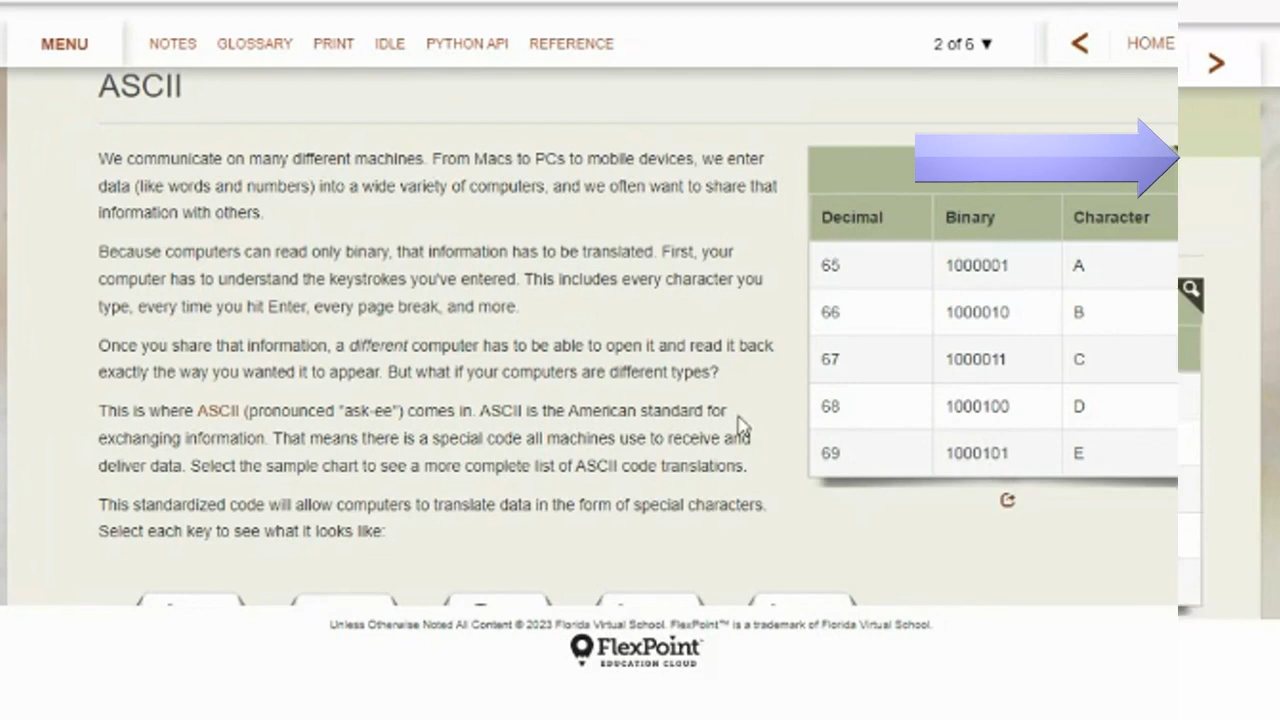 MENU NOTES GLOSSARY PRINT IDLE PYTHON API REFERENCE 2 of 6 ▼ < HOME >
ASCII
We communicate on many different machines. From Macs to PCs to mobile devices, we enter
data (like words and numbers) into a wide variety of computers, and we often want to share that
information with others.
Because computers can read only binary, that information has to be translated. First, your
computer has to understand the keystrokes you've entered. This includes every character you
type, every time you hit Enter, every page break, and more.
Once you share that information, a different computer has to be able to open it and read it back
exactly the way you wanted it to appear. But what if your computers are different types?
This is where ASCII (pronounced "ask-ee") comes in. ASCII is the American standard for
exchanging information. That means there is a special code all machines use to receive and
deliver data. Select the sample chart to see a more complete list of ASCII code translations.
This standardized code will allow computers to translate data in the form of special characters.
Select each key to see what it looks like:
Decimal Binary Character
65 1000001 A
66 1000010 B
67 1000011 C
68 1000100 D
69 1000101 E
Unless Otherwise Noted All Content © 2023 Florida Virtual School. FlexPoint™ is a trademark of Florida Virtual School.
FlexPoint
EDUCATION CLOUD